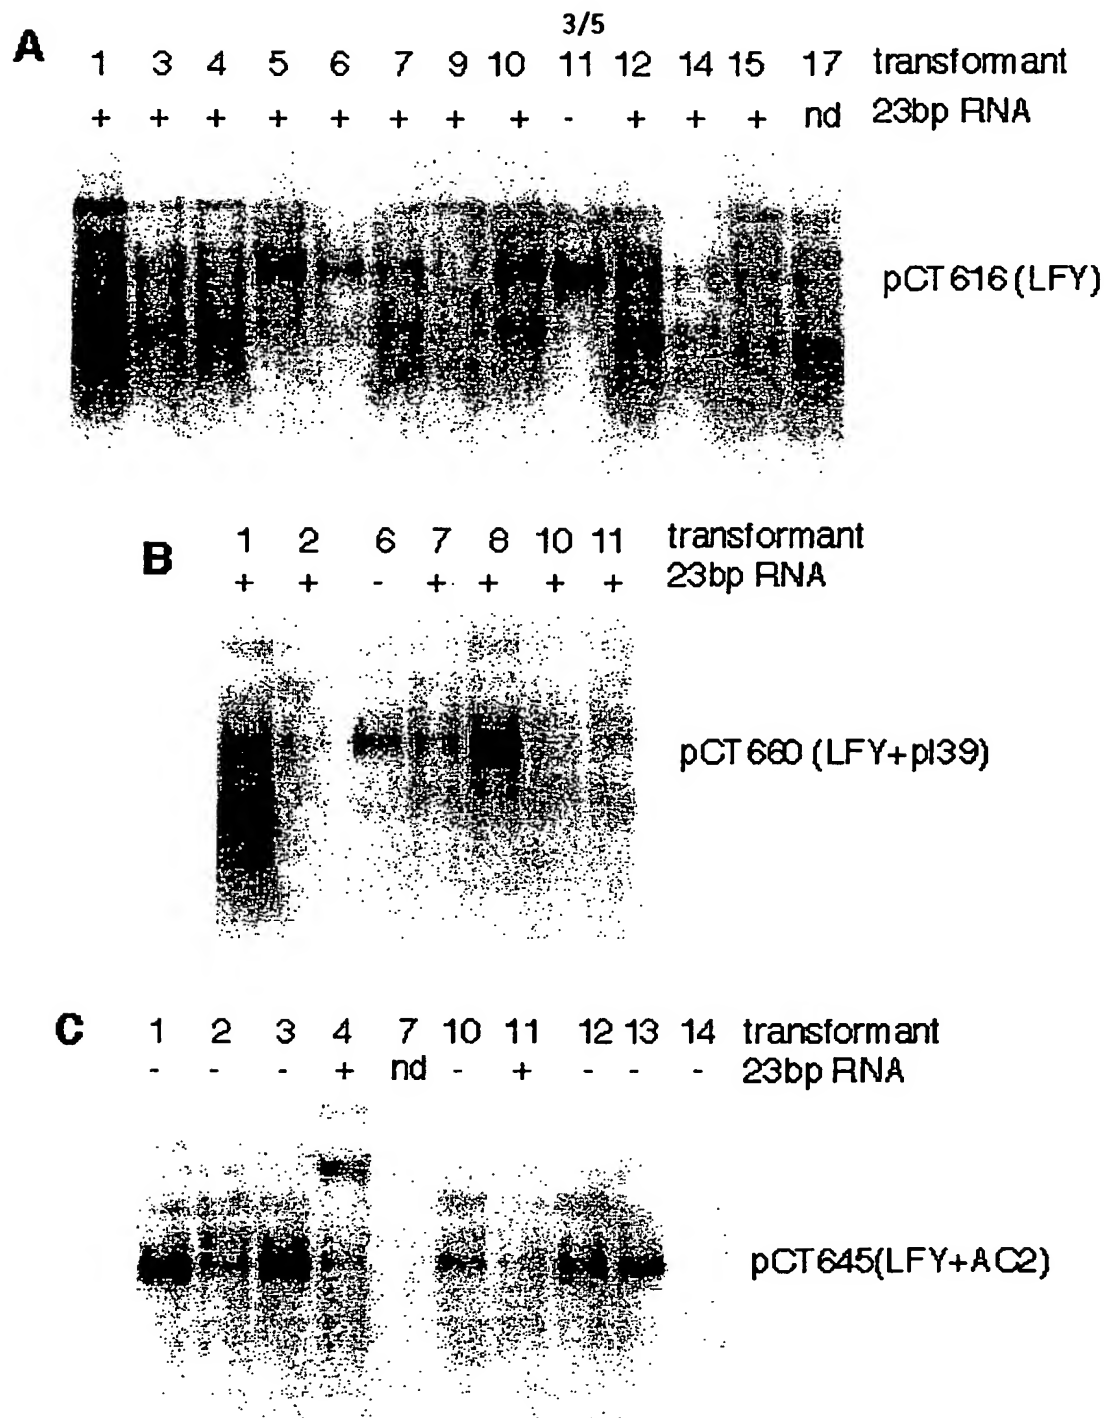 3/5
A 1 3 4 5 6 7 9 10 11 12 14 15 17 transformant
+ + + + + + + + - + + + nd 23bp RNA
pCT616(LFY)
B 1 2 6 7 8 10 11 transformant
+ + - + + + + 23bp RNA
pCT660 (LFY+pI39)
C 1 2 3 4 7 10 11 12 13 14 transformant
- - - + nd - + - - - 23bp RNA
pCT645(LFY+AC2)